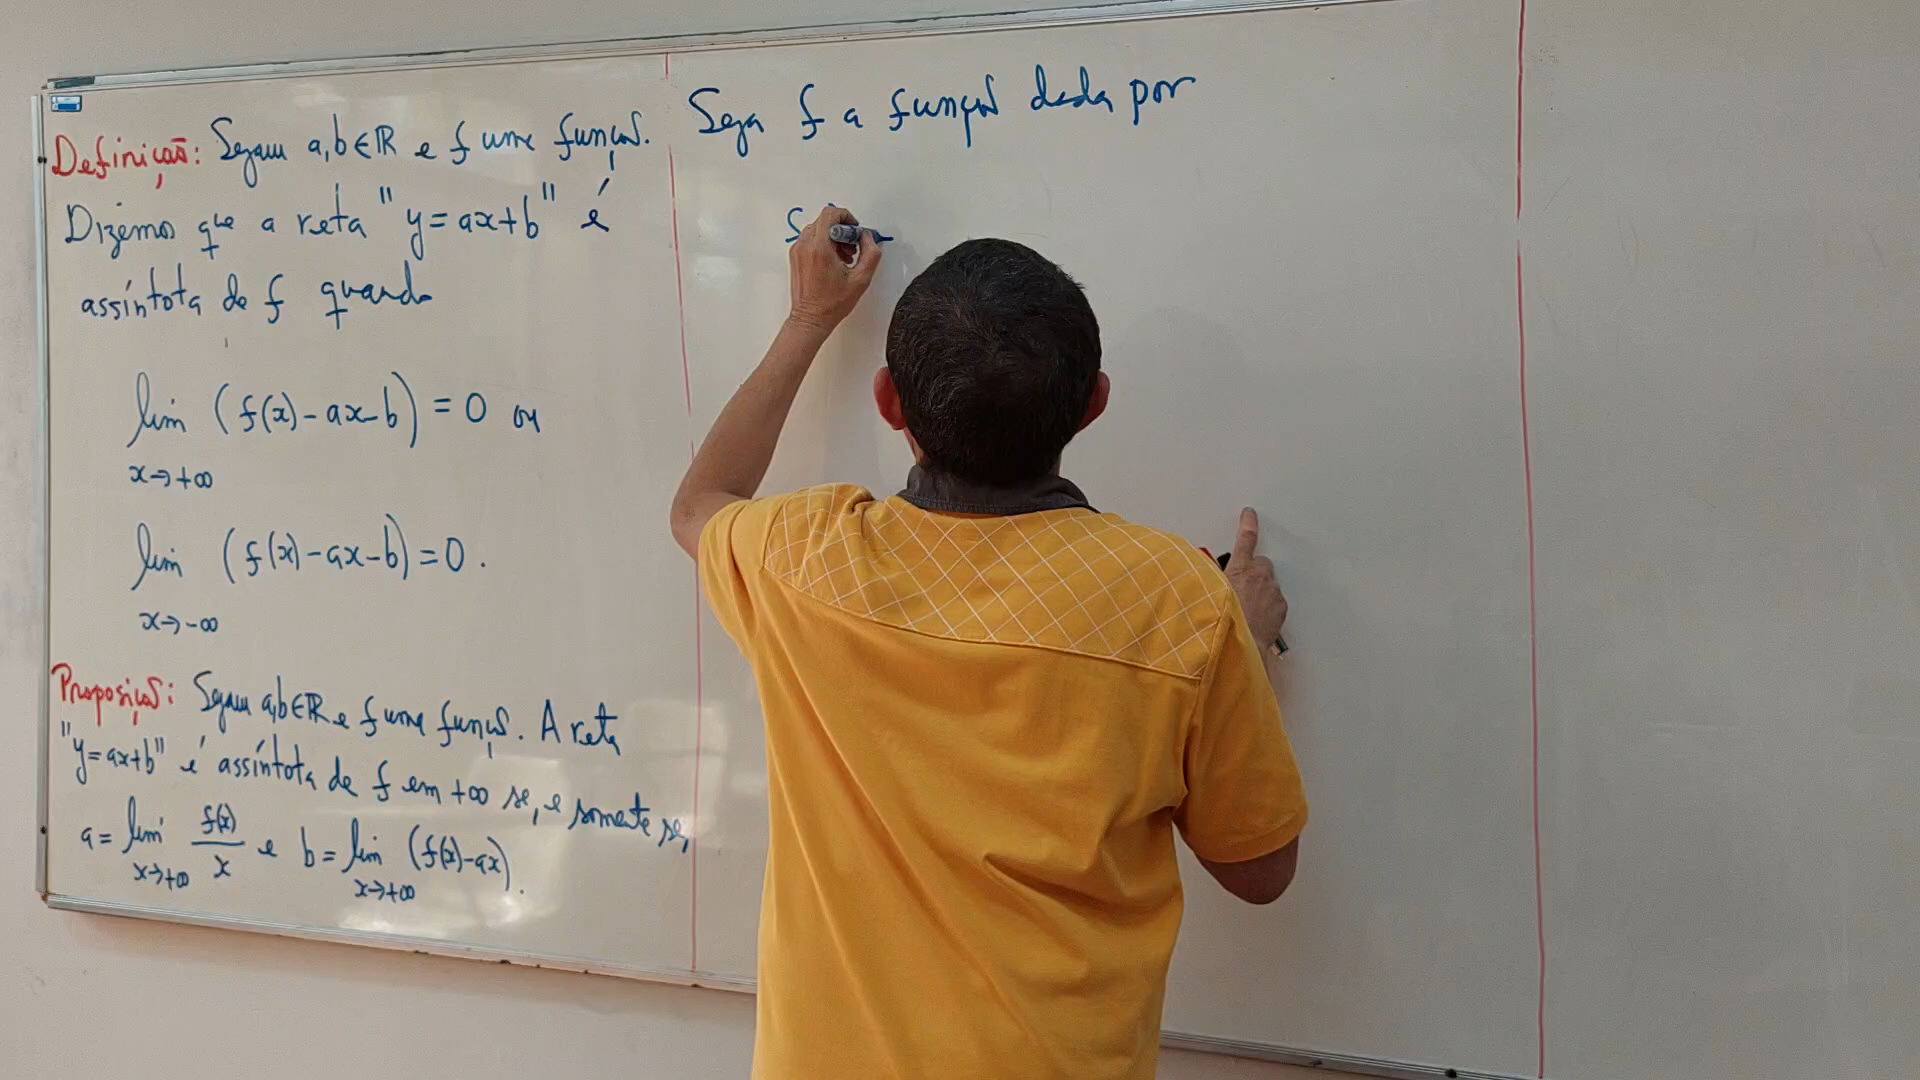 Definição: Sejam a,b∈ℝ e f uma função.
Dizemos que a reta "y=ax+b" é
assíntota de f quando
lim (f(x)-ax-b) = 0 ou
x→+∞
lim (f(x)-ax-b)=0.
x→-∞
Proposição: Sejam a,b∈ℝ e f uma função. A reta
"y=ax+b" é assíntota de f em +∞ se, e somente se,
a = lim f(x)/x e b = lim (f(x)-ax).
x→+∞ x→+∞
Seja f a função dada por